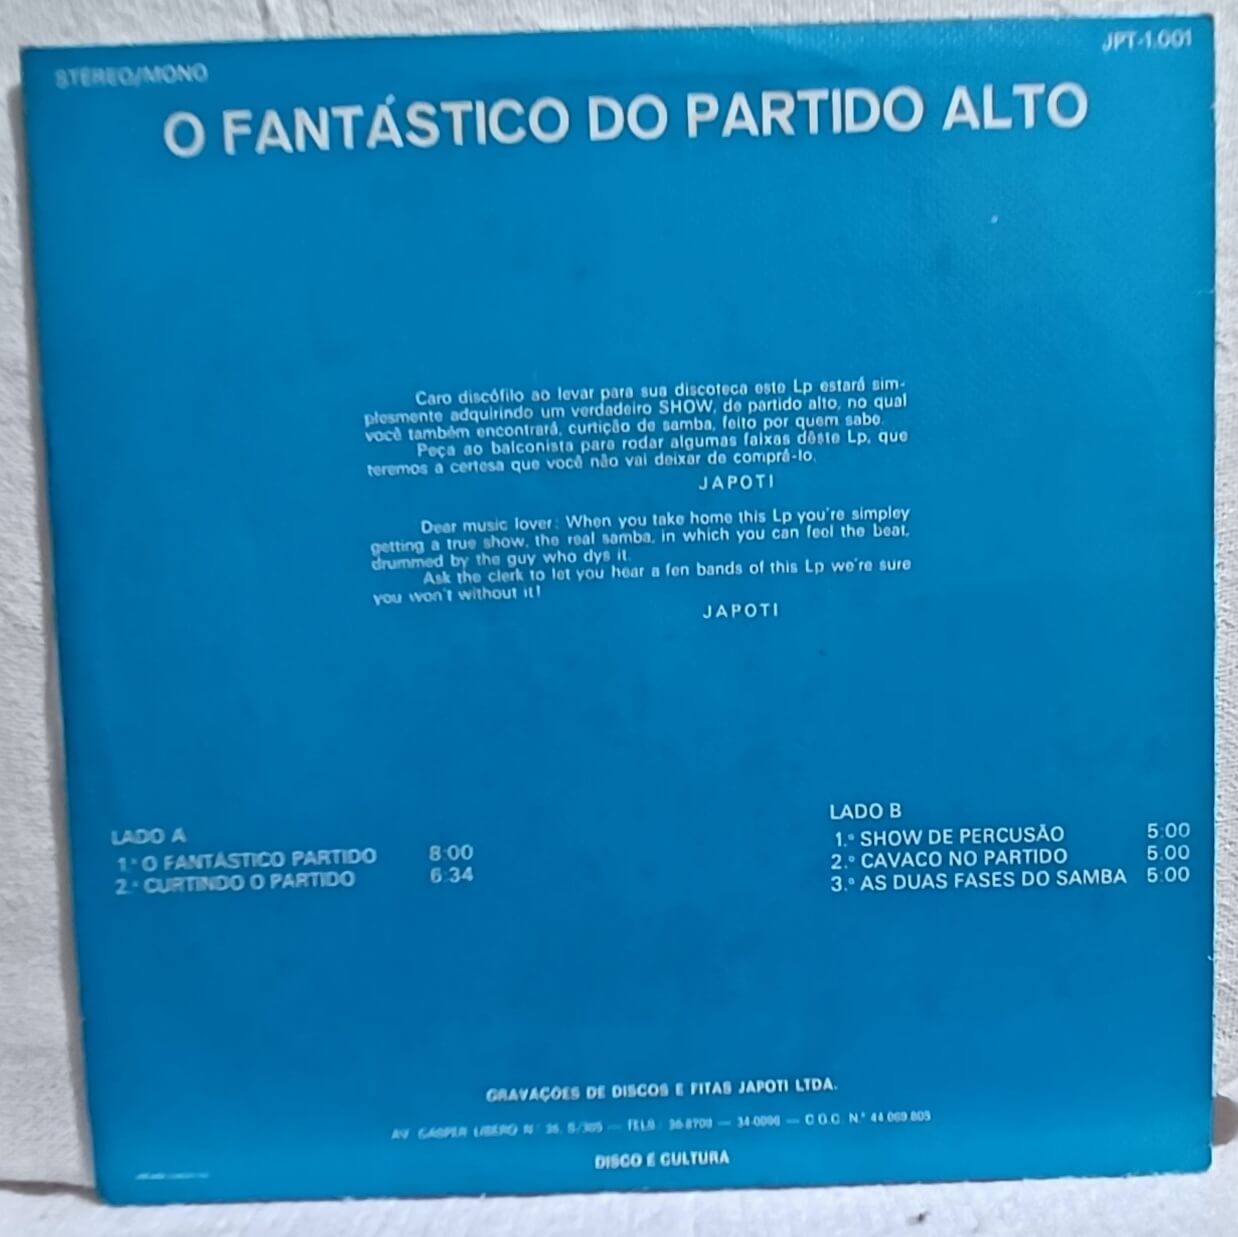 STEREO/MONO
JPT-1.001
O FANTÁSTICO DO PARTIDO ALTO
Caro discófilo ao levar para sua discoteca este Lp estará sim-
plesmente adquirindo um verdadeiro SHOW, de partido alto, no qual
você também encontrará, curtição de samba, feito por quem sabe.
Peça ao balconista para rodar algumas faixas dêste Lp, que
teremos a certesa que você não vai deixar de comprá-lo.
JAPOTI
Dear music lover: When you take home this Lp you're simpley
getting a true show, the real samba, in which you can feel the beat,
drummed by the guy who dys it.
Ask the clerk to let you hear a fen bands of this Lp we're sure
you won't without it!
JAPOTI
LADO A
1.º O FANTÁSTICO PARTIDO 8:00
2.º CURTINDO O PARTIDO 6:34
LADO B
1.º SHOW DE PERCUSÃO 5:00
2.º CAVACO NO PARTIDO 5:00
3.º AS DUAS FASES DO SAMBA 5:00
GRAVAÇÕES DE DISCOS E FITAS JAPOTI LTDA.
AV. CASPER LIBERO N.º 36, S/ — TELS.: — — C.G.C. N.º
DISCO É CULTURA